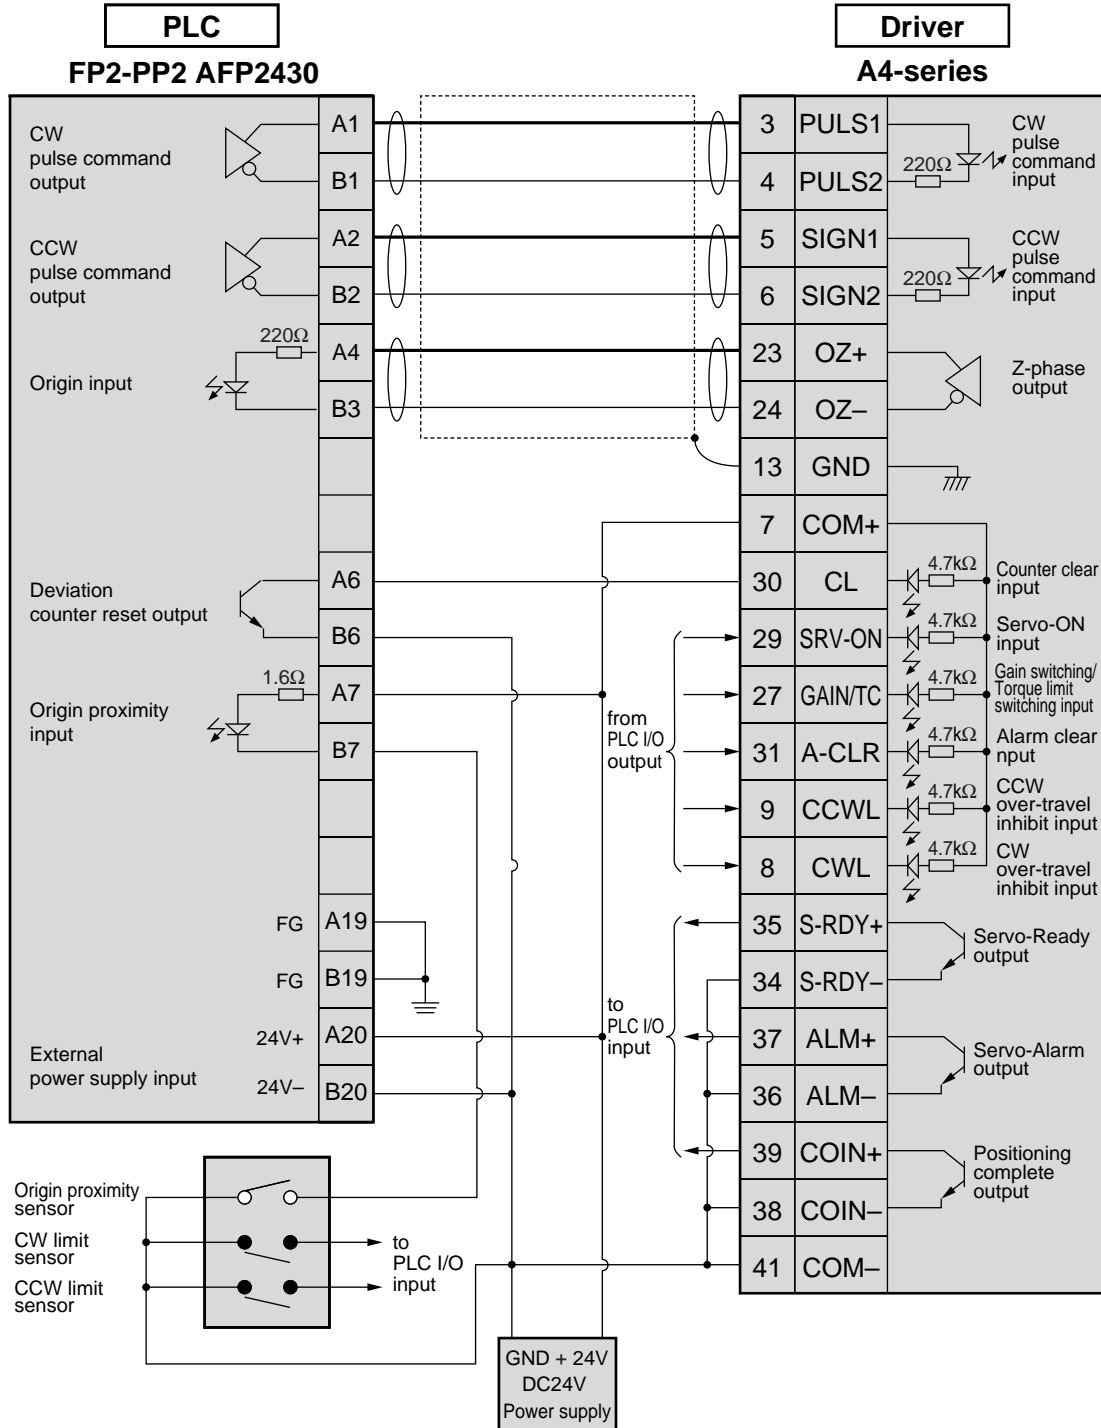 PLC
FP2-PP2 AFP2430
Driver
A4-series
CW
pulse command
output
A1
B1
CCW
pulse command
output
A2
B2
220Ω
Origin input
A4
B3
Deviation
counter reset output
A6
B6
1.6Ω
Origin proximity
input
A7
B7
FG
A19
FG
B19
24V+
A20
External
power supply input
24V–
B20
3 PULS1
4 PULS2
220Ω
CW
pulse
command
input
5 SIGN1
6 SIGN2
220Ω
CCW
pulse
command
input
23 OZ+
24 OZ–
Z-phase
output
13 GND
7 COM+
30 CL
4.7kΩ
Counter clear
input
29 SRV-ON
4.7kΩ
Servo-ON
input
27 GAIN/TC
4.7kΩ
Gain switching/
Torque limit
switching input
31 A-CLR
4.7kΩ
Alarm clear
nput
9 CCWL
4.7kΩ
CCW
over-travel
inhibit input
8 CWL
4.7kΩ
CW
over-travel
inhibit input
from
PLC I/O
output
35 S-RDY+
34 S-RDY–
Servo-Ready
output
37 ALM+
36 ALM–
Servo-Alarm
output
39 COIN+
38 COIN–
Positioning
complete
output
41 COM–
to
PLC I/O
input
Origin proximity
sensor
CW limit
sensor
CCW limit
sensor
to
PLC I/O
input
GND + 24V
DC24V
Power supply